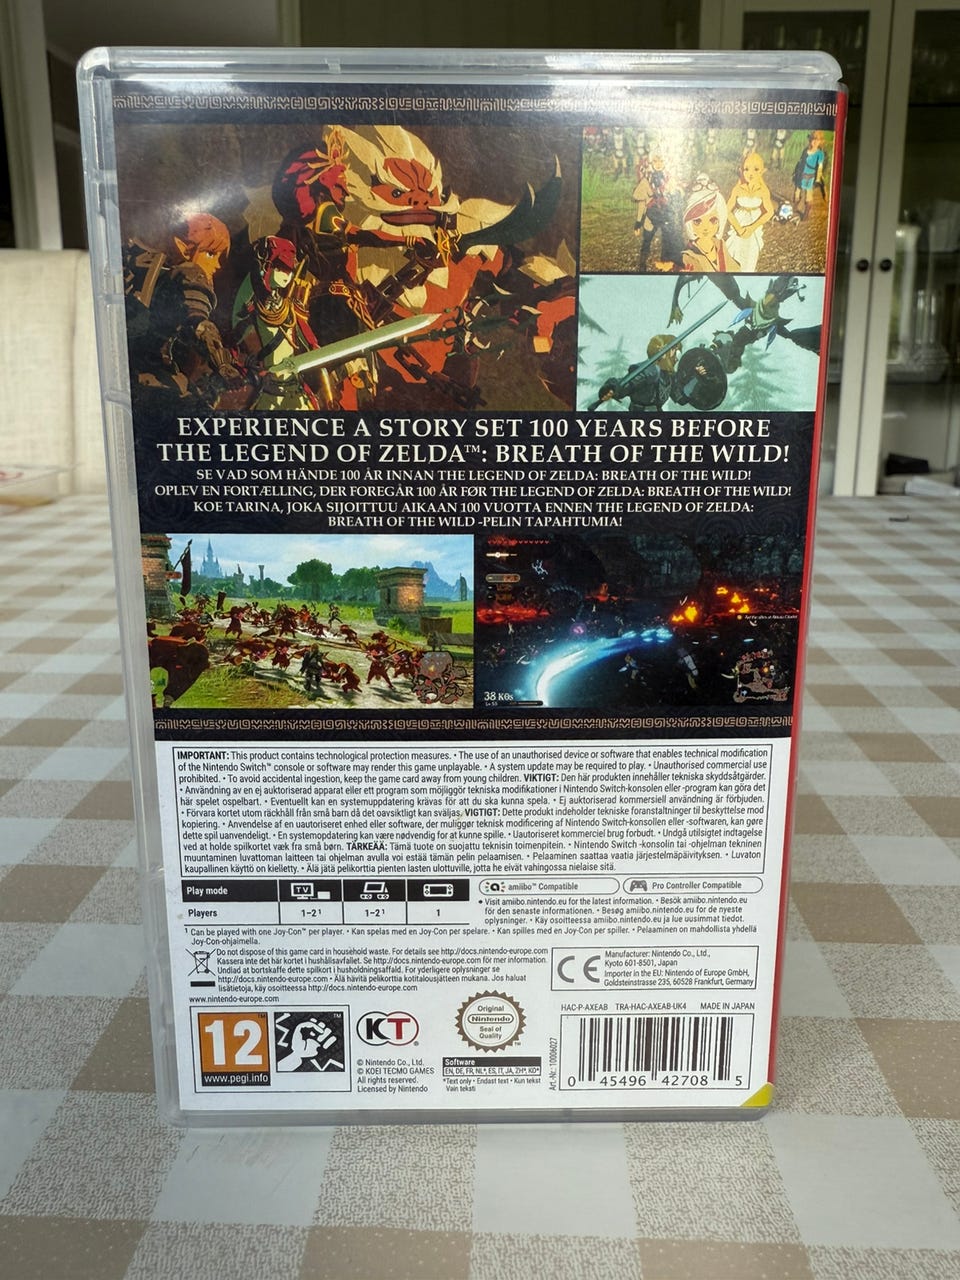 EXPERIENCE A STORY SET 100 YEARS BEFORE
THE LEGEND OF ZELDA™: BREATH OF THE WILD!
SE VAD SOM HÄNDE 100 ÅR INNAN THE LEGEND OF ZELDA: BREATH OF THE WILD!
OPLEV EN FORTÆLLING, DER FOREGÅR 100 ÅR FØR THE LEGEND OF ZELDA: BREATH OF THE WILD!
KOE TARINA, JOKA SIJOITTUU AIKAAN 100 VUOTTA ENNEN THE LEGEND OF ZELDA:
BREATH OF THE WILD -PELIN TAPAHTUMIA!
38 KOs
IMPORTANT: This product contains technological protection measures. • The use of an unauthorised device or software that enables technical modification
of the Nintendo Switch™ console or software may render this game unplayable. • A system update may be required to play. • Unauthorised commercial use
prohibited. • To avoid accidental ingestion, keep the game card away from young children. VIKTIGT: Den här produkten innehåller tekniska skyddsåtgärder.
• Användning av en ej auktoriserad apparat eller ett program som möjliggör tekniska modifikationer i Nintendo Switch-konsolen eller -program kan göra det
här spelet ospelbart. • Eventuellt kan en systemuppdatering krävas för att du ska kunna spela. • Ej auktoriserad kommersiell användning är förbjuden.
• Förvara kortet utom räckhåll från små barn då det oavsiktligt kan sväljas. VIGTIGT: Dette produkt indeholder tekniske foranstaltninger til beskyttelse mod
kopiering. • Anvendelse af en uautoriseret enhed eller software, der muliggør teknisk modificering af Nintendo Switch-konsollen eller -softwaren, kan gøre
dette spil uanvendeligt. • En systemopdatering kan være nødvendig for at kunne spille. • Uautoriseret kommerciel brug forbudt. • Undgå utilsigtet indtagelse
ved at holde spilkortet væk fra små børn. TÄRKEÄÄ: Tämä tuote on suojattu teknisin toimenpitein. • Nintendo Switch -konsolin tai -ohjelman tekninen
muuntaminen luvattoman laitteen tai ohjelman avulla voi estää tämän pelin pelaamisen. • Pelaaminen saattaa vaatia järjestelmäpäivityksen. • Luvaton
kaupallinen käyttö on kielletty. • Älä jätä pelikorttia pienten lasten ulottuville, jotta he eivät vahingossa nielaise sitä.
Play mode TV
Players 1-2¹ 1-2¹ 1
amiibo™ Compatible Pro Controller Compatible
• Visit amiibo.nintendo.eu for the latest information. • Besök amiibo.nintendo.eu
för den senaste informationen. • Besøg amiibo.nintendo.eu for de nyeste
oplysninger. • Käy osoitteessa amiibo.nintendo.eu ja lue uusimmat tiedot.
¹ Can be played with one Joy-Con™ per player. • Kan spelas med en Joy-Con per spelare. • Kan spilles med en Joy-Con per spiller. • Pelaaminen on mahdollista yhdellä
Joy-Con-ohjaimella.
Do not dispose of this game card in household waste. For details see http://docs.nintendo-europe.com
Kassera inte det här kortet i hushållsavfallet. Se http://docs.nintendo-europe.com för mer information.
Undlad at bortskaffe dette spilkort i husholdningsaffald. For yderligere oplysninger se
http://docs.nintendo-europe.com • Älä hävitä pelikorttia kotitalousjätteen mukana. Jos haluat
lisätietoja, käy osoitteessa http://docs.nintendo-europe.com
www.nintendo-europe.com
CE
Manufacturer: Nintendo Co., Ltd.,
Kyoto 601-8501, Japan
Importer in the EU: Nintendo of Europe GmbH,
Goldsteinstrasse 235, 60528 Frankfurt, Germany
HAC-P-AXEAB TRA-HAC-AXEAB-UK4 MADE IN JAPAN
12
www.pegi.info
™
KT
© Nintendo Co., Ltd.
© KOEI TECMO GAMES
All rights reserved.
Licensed by Nintendo
Original
Nintendo
Seal of
Quality
Software
EN, DE, FR, NL*, ES, IT, JA, ZH*, KO*
*Text only • Endast text • Kun tekst
Vain teksti
Art.-Nr.: 10006027
0 45496 42708 5